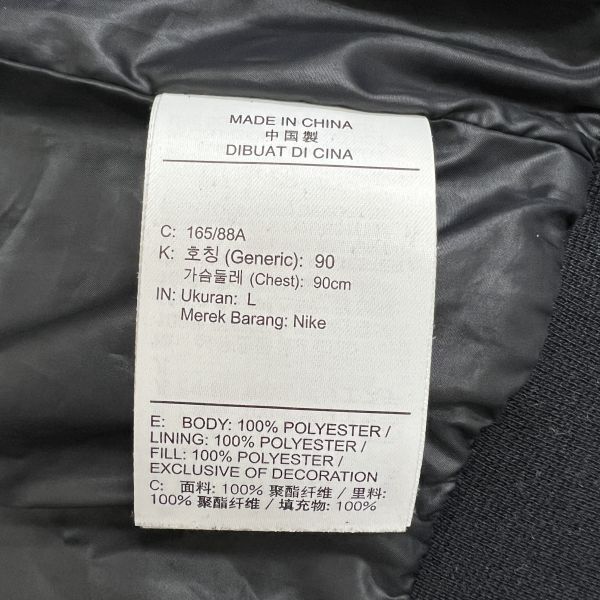 MADE IN CHINA
中国製
DIBUAT DI CINA
C: 165/88A
K: 호칭 (Generic): 90
가슴둘레 (Chest): 90cm
IN: Ukuran: L
Merek Barang: Nike
E: BODY: 100% POLYESTER /
LINING: 100% POLYESTER /
FILL: 100% POLYESTER /
EXCLUSIVE OF DECORATION
C: 面料: 100% 聚酯纤维 / 里料:
100% 聚酯纤维 / 填充物: 100%